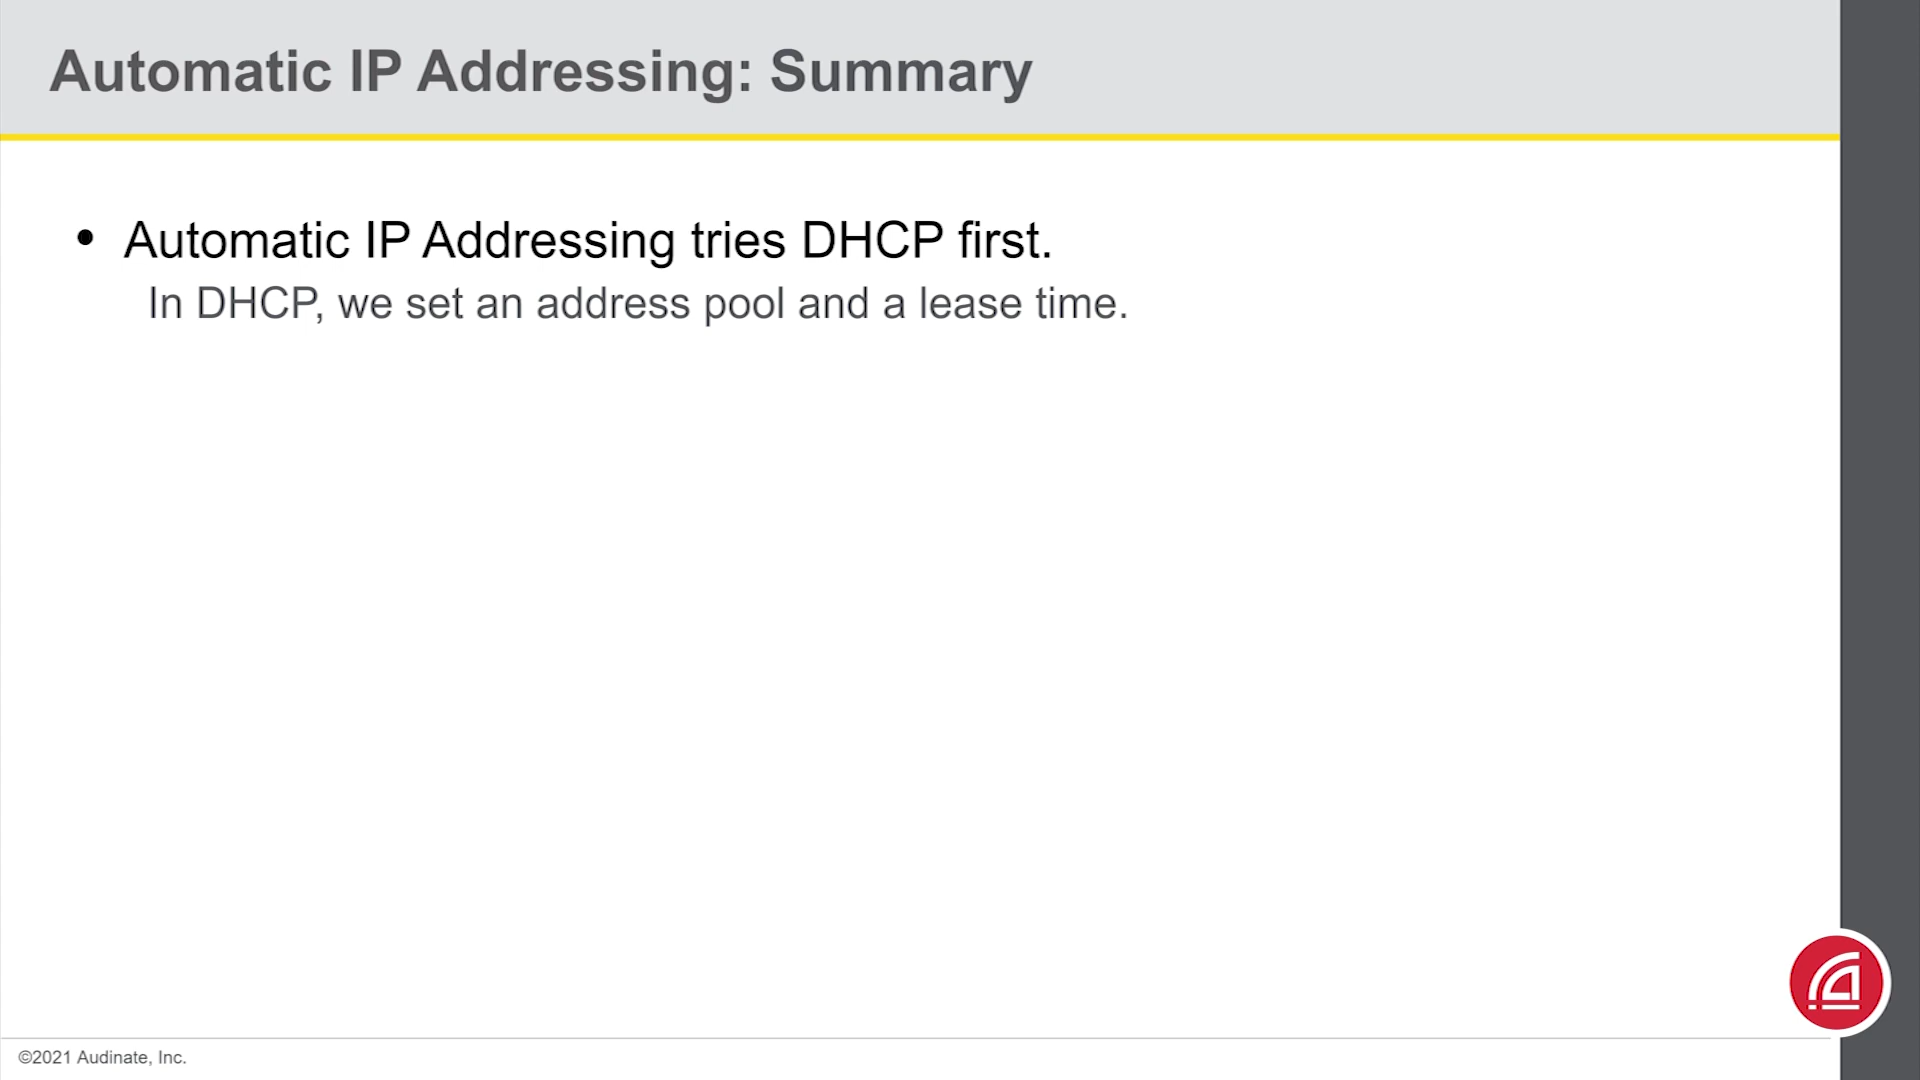 Automatic IP Addressing: Summary
• Automatic IP Addressing tries DHCP first.
In DHCP, we set an address pool and a lease time.
©2021 Audinate, Inc.